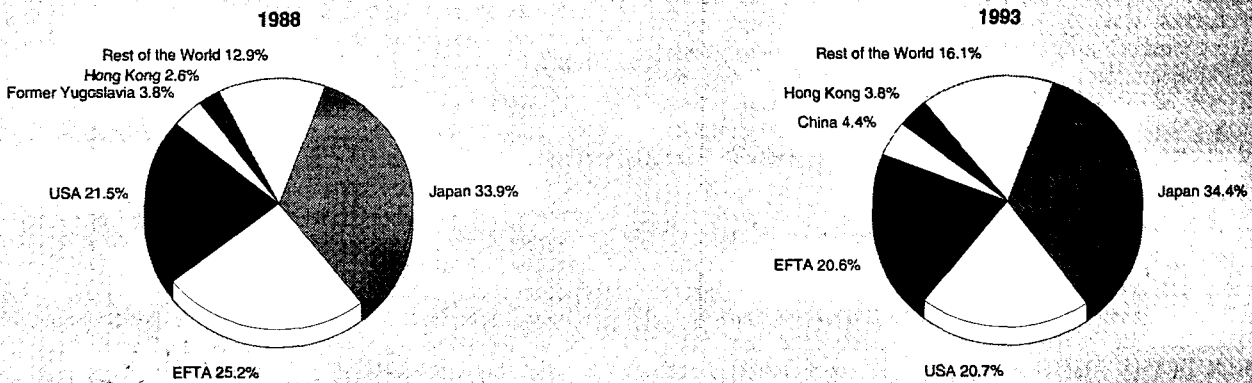 1988
Rest of the World 12.9%
Hong Kong 2.6%
Former Yugoslavia 3.8%
USA 21.5%
Japan 33.9%
EFTA 25.2%
1993
Rest of the World 16.1%
Hong Kong 3.8%
China 4.4%
Japan 34.4%
EFTA 20.6%
USA 20.7%